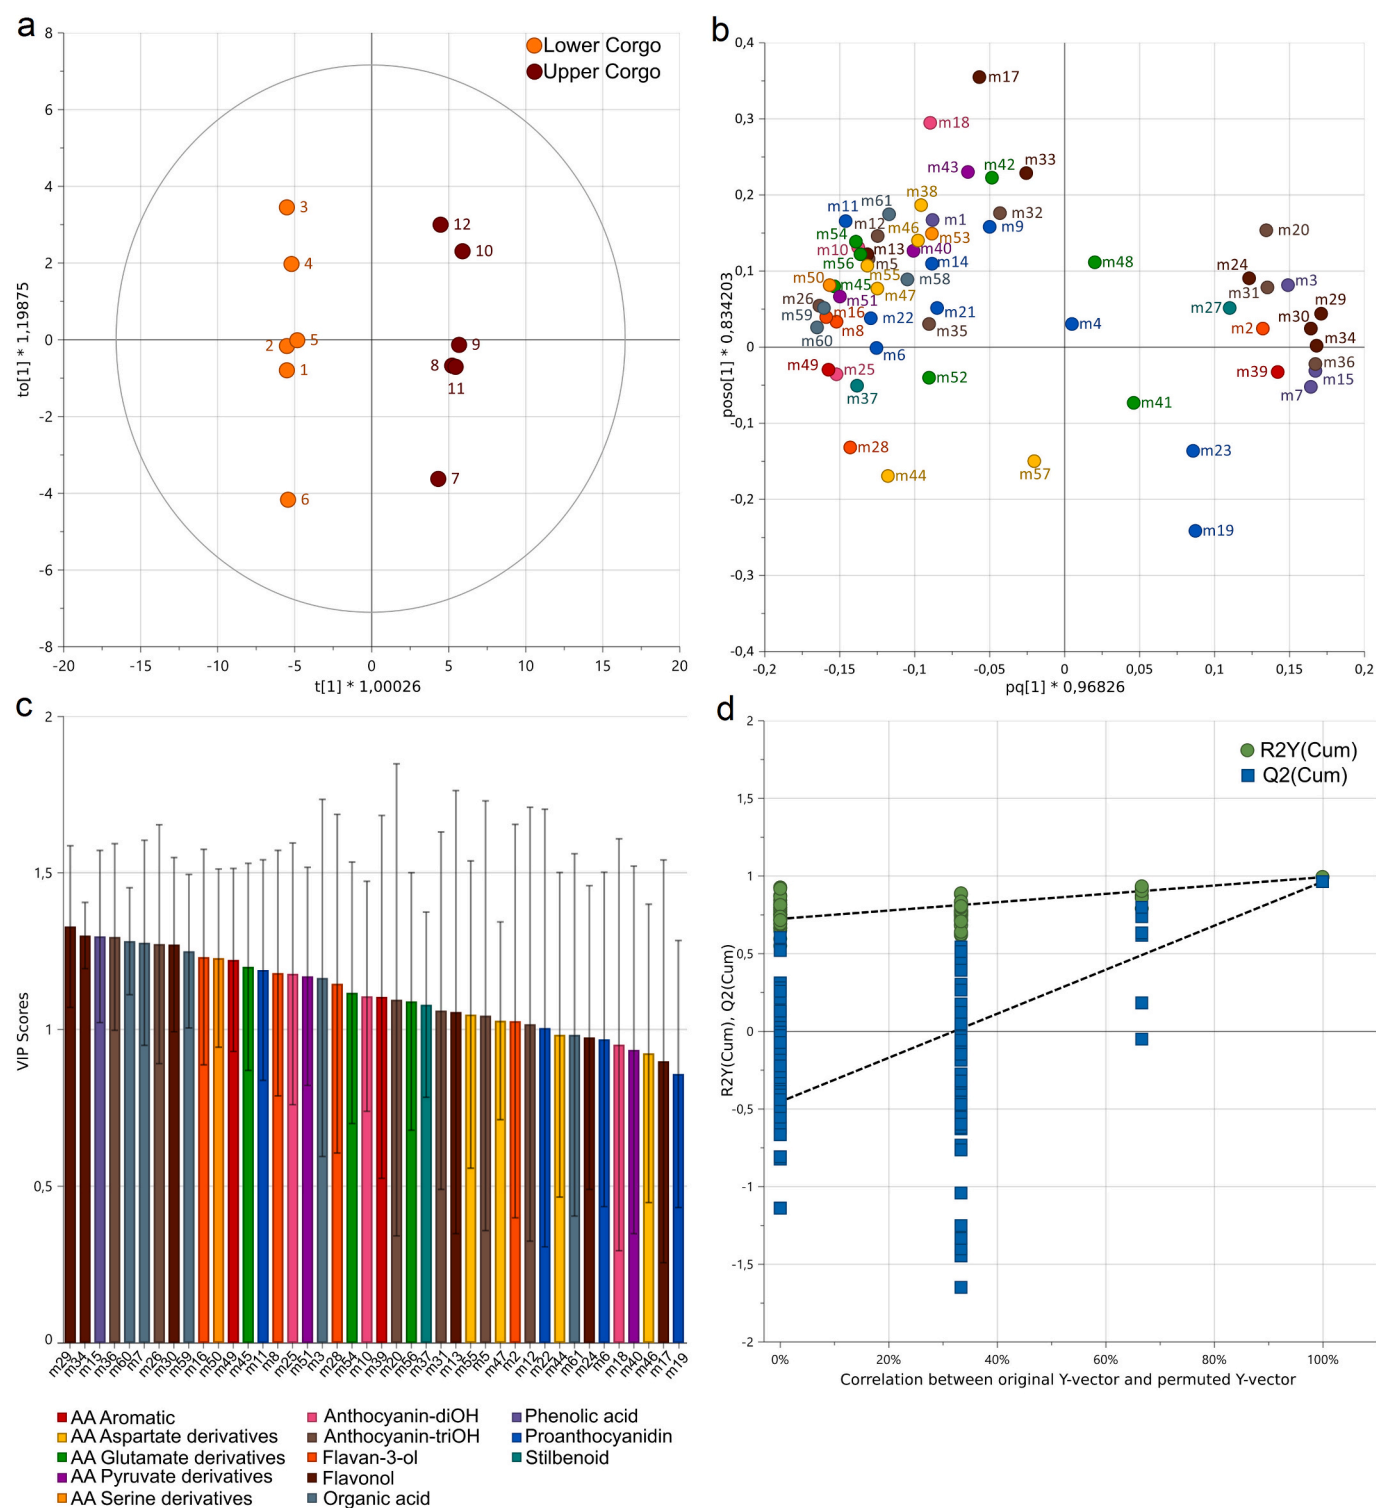 a
8
6
4
2
0
-2
-4
-6
-8
to[1] * 1,19875
Lower Corgo
Upper Corgo
3
4
5
2
1
6
12
10
9
8
11
7
-20
-15
-10
-5
0
5
10
15
20
t[1] * 1,00026
b
0,4
0,3
0,2
0,1
0
-0,1
-0,2
-0,3
-0,4
poso[1] * 0,834203
m17
m18
m43
m42
m33
m38
m61
m11
m1
m32
m12
m46
m9
m54
m53
m10
m13
m40
m20
m56
m5
m14
m48
m55
m50
m45
m58
m24
m3
m51
m47
m31
m26
m16
m21
m27
m29
m59
m8
m22
m35
m4
m2
m30
m60
m6
m34
m49
m25
m52
m39
m36
m37
m15
m7
m41
m28
m44
m57
m23
m19
-0,2
-0,15
-0,1
-0,05
0
0,05
0,1
0,15
0,2
pq[1] * 0,96826
c
2
1,5
1
0,5
0
VIP Scores
m29
m34
m15
m36
m60
m7
m26
m30
m59
m16
m50
m49
m45
m11
m8
m25
m51
m3
m28
m54
m10
m39
m20
m56
m37
m31
m13
m55
m5
m47
m2
m12
m22
m44
m61
m24
m6
m18
m40
m46
m17
m19
d
2
1,5
1
0,5
0
-0,5
-1
-1,5
-2
R2Y(Cum), Q2(Cum)
R2Y(Cum)
Q2(Cum)
0%
20%
40%
60%
80%
100%
Correlation between original Y-vector and permuted Y-vector
AA Aromatic
AA Aspartate derivatives
AA Glutamate derivatives
AA Pyruvate derivatives
AA Serine derivatives
Anthocyanin-diOH
Anthocyanin-triOH
Flavan-3-ol
Flavonol
Organic acid
Phenolic acid
Proanthocyanidin
Stilbenoid